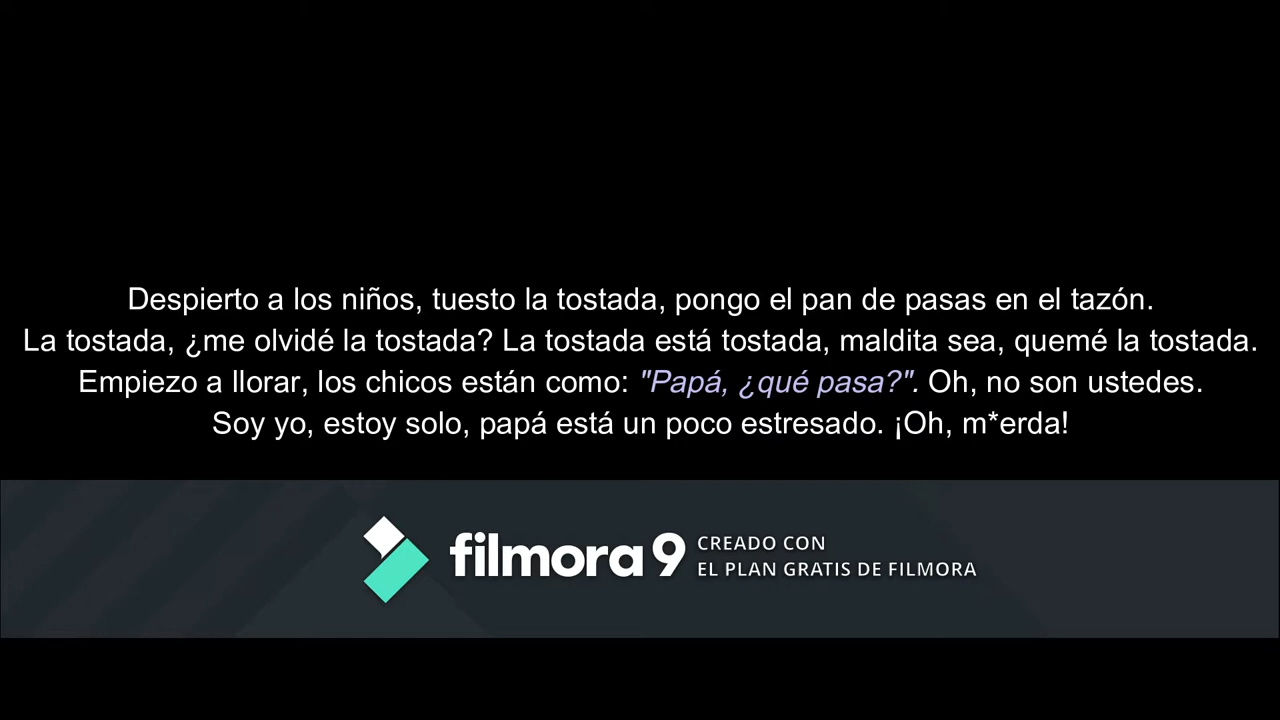 Despierto a los niños, tuesto la tostada, pongo el pan de pasas en el tazón.
La tostada, ¿me olvidé la tostada? La tostada está tostada, maldita sea, quemé la tostada.
Empiezo a llorar, los chicos están como: "Papá, ¿qué pasa?". Oh, no son ustedes.
Soy yo, estoy solo, papá está un poco estresado. ¡Oh, m*erda!
filmora 9
CREADO CON
EL PLAN GRATIS DE FILMORA